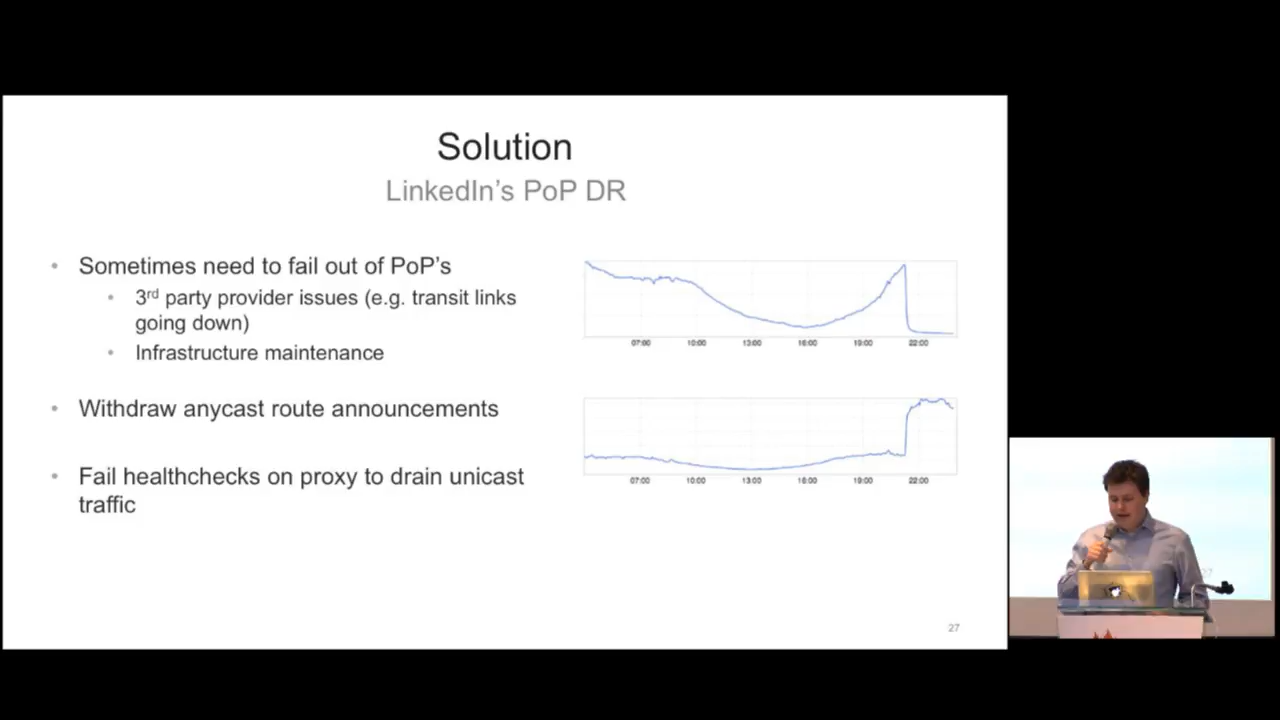 Solution
LinkedIn's PoP DR
• Sometimes need to fail out of PoP's
• 3rd party provider issues (e.g. transit links
going down)
• Infrastructure maintenance
• Withdraw anycast route announcements
• Fail healthchecks on proxy to drain unicast
traffic
07:00 10:00 13:00 16:00 19:00 22:00
07:00 10:00 13:00 16:00 19:00 22:00
27
27